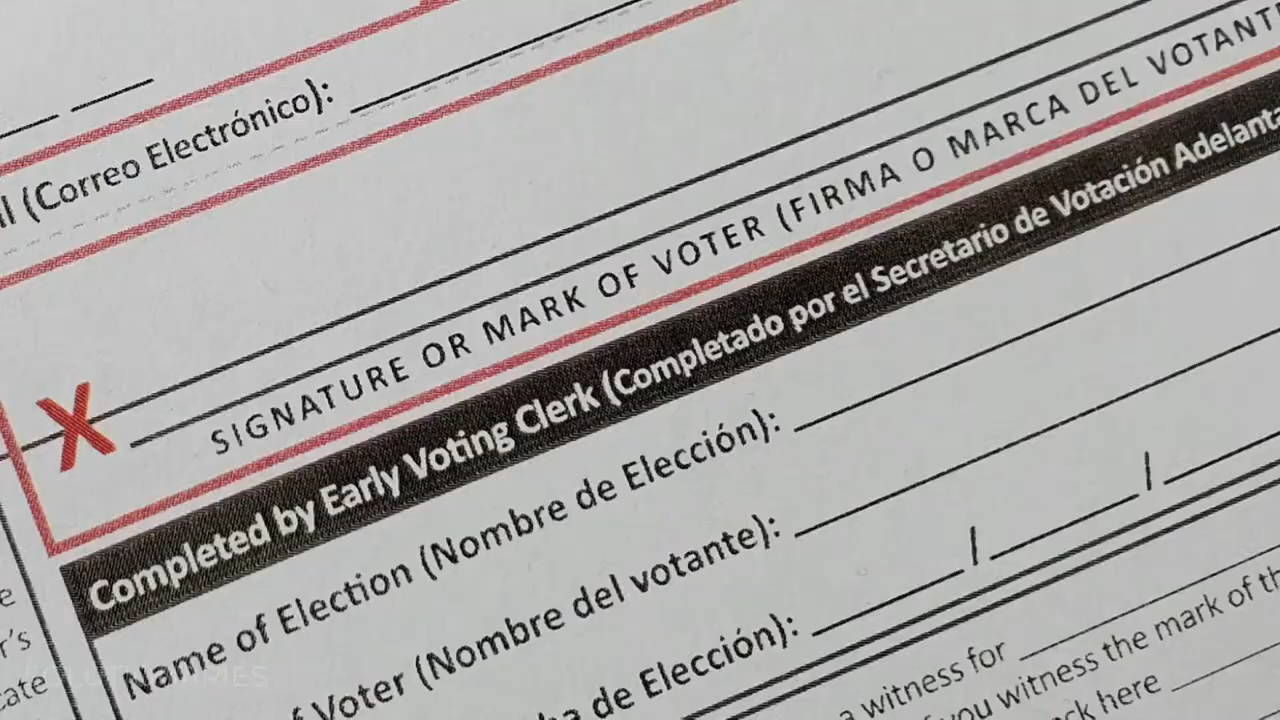 (Correo Electrónico):
X
SIGNATURE OR MARK OF VOTER (FIRMA O MARCA DEL VOTANT
Completed by Early Voting Clerk (Completado por el Secretario de Votación Adelanta
Name of Election (Nombre de Elección):
Voter (Nombre del votante):
de Elección):
/ /
a witness for
you witness the mark of th
here